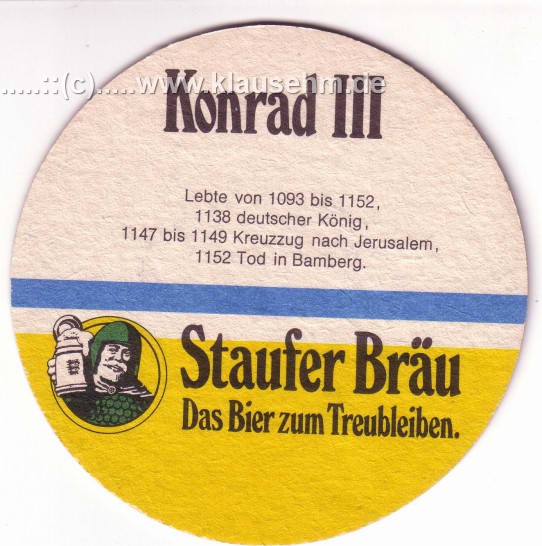 ......::(c).....www.klausehm.de
Konrad III
Lebte von 1093 bis 1152,
1138 deutscher König,
1147 bis 1149 Kreuzzug nach Jerusalem,
1152 Tod in Bamberg.
Staufer Bräu
Das Bier zum Treubleiben.